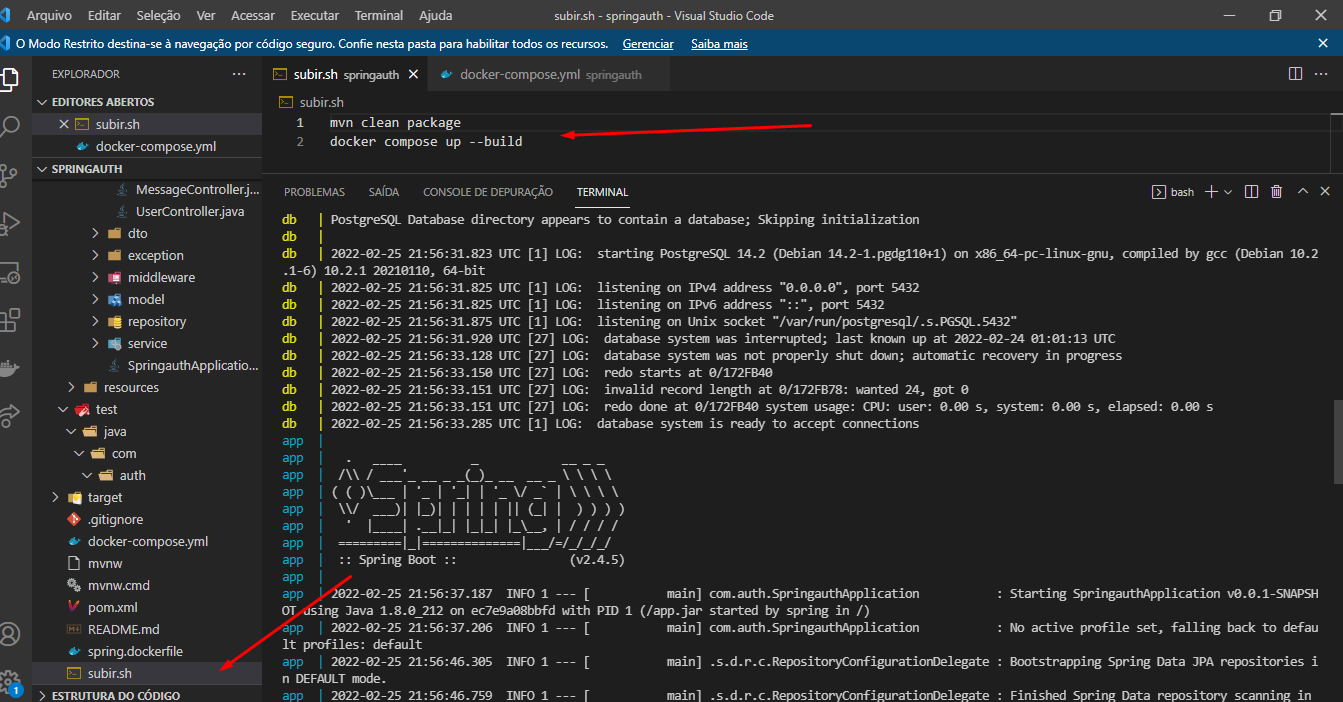 Arquivo Editar Seleção Ver Acessar Executar Terminal Ajuda subir.sh - springauth - Visual Studio Code
O Modo Restrito destina-se à navegação por código seguro. Confie nesta pasta para habilitar todos os recursos. Gerenciar Saiba mais
EXPLORADOR
EDITORES ABERTOS
subir.sh
docker-compose.yml
SPRINGAUTH
MessageController.j...
UserController.java
dto
exception
middleware
model
repository
service
SpringauthApplicatio...
resources
test
java
com
auth
target
.gitignore
docker-compose.yml
mvnw
mvnw.cmd
pom.xml
README.md
spring.dockerfile
subir.sh
ESTRUTURA DO CÓDIGO
1
subir.sh springauth docker-compose.yml springauth
subir.sh
1 mvn clean package
2 docker compose up --build
PROBLEMAS SAÍDA CONSOLE DE DEPURAÇÃO TERMINAL bash
db | PostgreSQL Database directory appears to contain a database; Skipping initialization
db |
db | 2022-02-25 21:56:31.823 UTC [1] LOG:  starting PostgreSQL 14.2 (Debian 14.2-1.pgdg110+1) on x86_64-pc-linux-gnu, compiled by gcc (Debian 10.2
.1-6) 10.2.1 20210110, 64-bit
db | 2022-02-25 21:56:31.825 UTC [1] LOG:  listening on IPv4 address "0.0.0.0", port 5432
db | 2022-02-25 21:56:31.825 UTC [1] LOG:  listening on IPv6 address "::", port 5432
db | 2022-02-25 21:56:31.875 UTC [1] LOG:  listening on Unix socket "/var/run/postgresql/.s.PGSQL.5432"
db | 2022-02-25 21:56:31.920 UTC [27] LOG:  database system was interrupted; last known up at 2022-02-24 01:01:13 UTC
db | 2022-02-25 21:56:33.128 UTC [27] LOG:  database system was not properly shut down; automatic recovery in progress
db | 2022-02-25 21:56:33.150 UTC [27] LOG:  redo starts at 0/172FB40
db | 2022-02-25 21:56:33.151 UTC [27] LOG:  invalid record length at 0/172FB78: wanted 24, got 0
db | 2022-02-25 21:56:33.151 UTC [27] LOG:  redo done at 0/172FB40 system usage: CPU: user: 0.00 s, system: 0.00 s, elapsed: 0.00 s
db | 2022-02-25 21:56:33.285 UTC [1] LOG:  database system is ready to accept connections
app |
app |   .   ____          _            __ _ _
app |  /\\ / ___'_ __ _ _(_)_ __  __ _ \ \ \ \
app | ( ( )\___ | '_ | '_| | '_ \/ _` | \ \ \ \
app |  \\/  ___)| |_)| | | | | || (_| |  ) ) ) )
app |   '  |____| .__|_| |_|_| |_\__, | / / / /
app |  =========|_|==============|___/=/_/_/_/
app |  :: Spring Boot ::                (v2.4.5)
app |
app | 2022-02-25 21:56:37.187  INFO 1 --- [           main] com.auth.SpringauthApplication           : Starting SpringauthApplication v0.0.1-SNAPSH
OT using Java 1.8.0_212 on ec7e9a08bbfd with PID 1 (/app.jar started by spring in /)
app | 2022-02-25 21:56:37.206  INFO 1 --- [           main] com.auth.SpringauthApplication           : No active profile set, falling back to defau
lt profiles: default
app | 2022-02-25 21:56:46.305  INFO 1 --- [           main] .s.d.r.c.RepositoryConfigurationDelegate : Bootstrapping Spring Data JPA repositories i
n DEFAULT mode.
app | 2022-02-25 21:56:46.759  INFO 1 --- [           main] .s.d.r.c.RepositoryConfigurationDelegate : Finished Spring Data repository scanning in